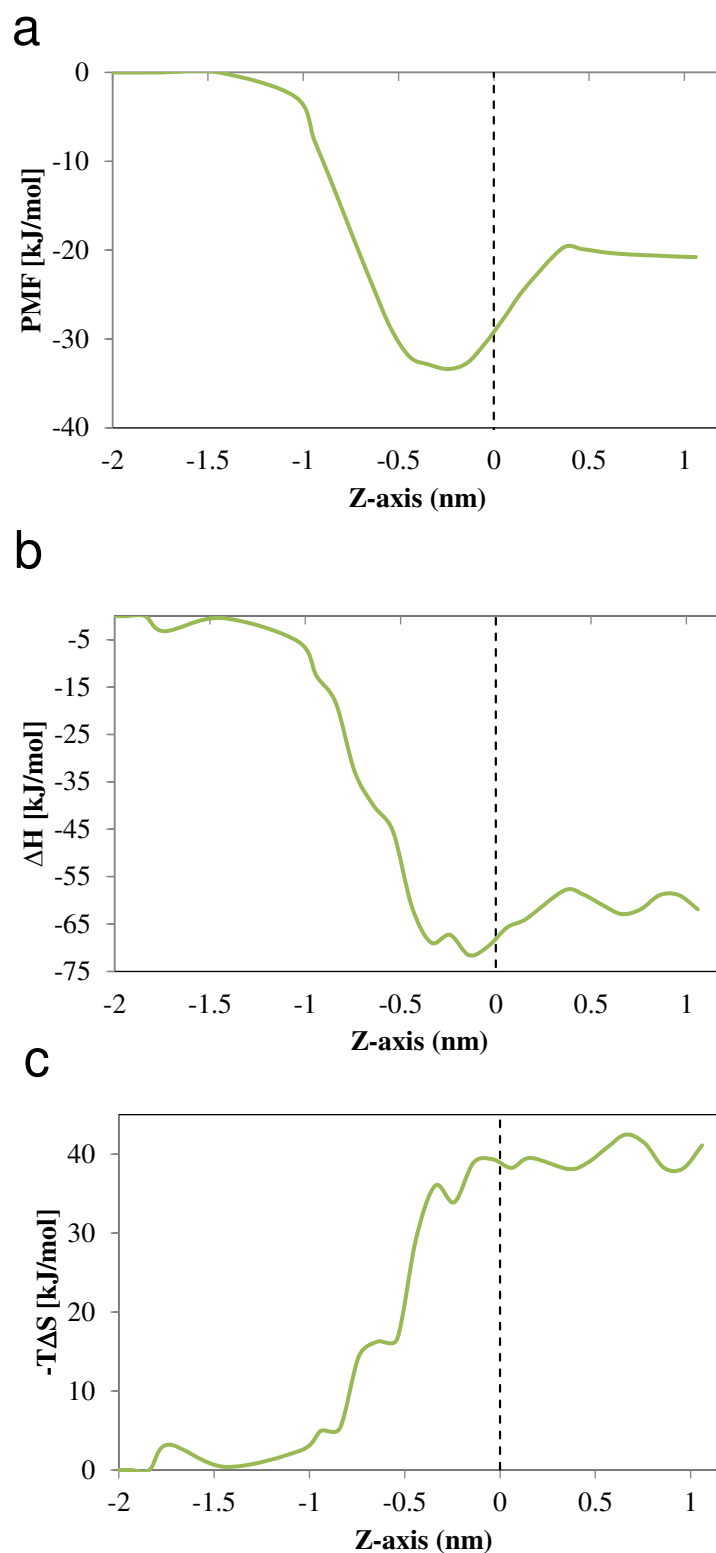 a
0
-10
-20
-30
-40
PMF [kJ/mol]
-2 -1.5 -1 -0.5 0 0.5 1
Z-axis (nm)
b
-5
-15
-25
-35
-45
-55
-65
-75
ΔH [kJ/mol]
-2 -1.5 -1 -0.5 0 0.5 1
Z-axis (nm)
c
40
30
20
10
0
-TΔS [kJ/mol]
-2 -1.5 -1 -0.5 0 0.5 1
Z-axis (nm)